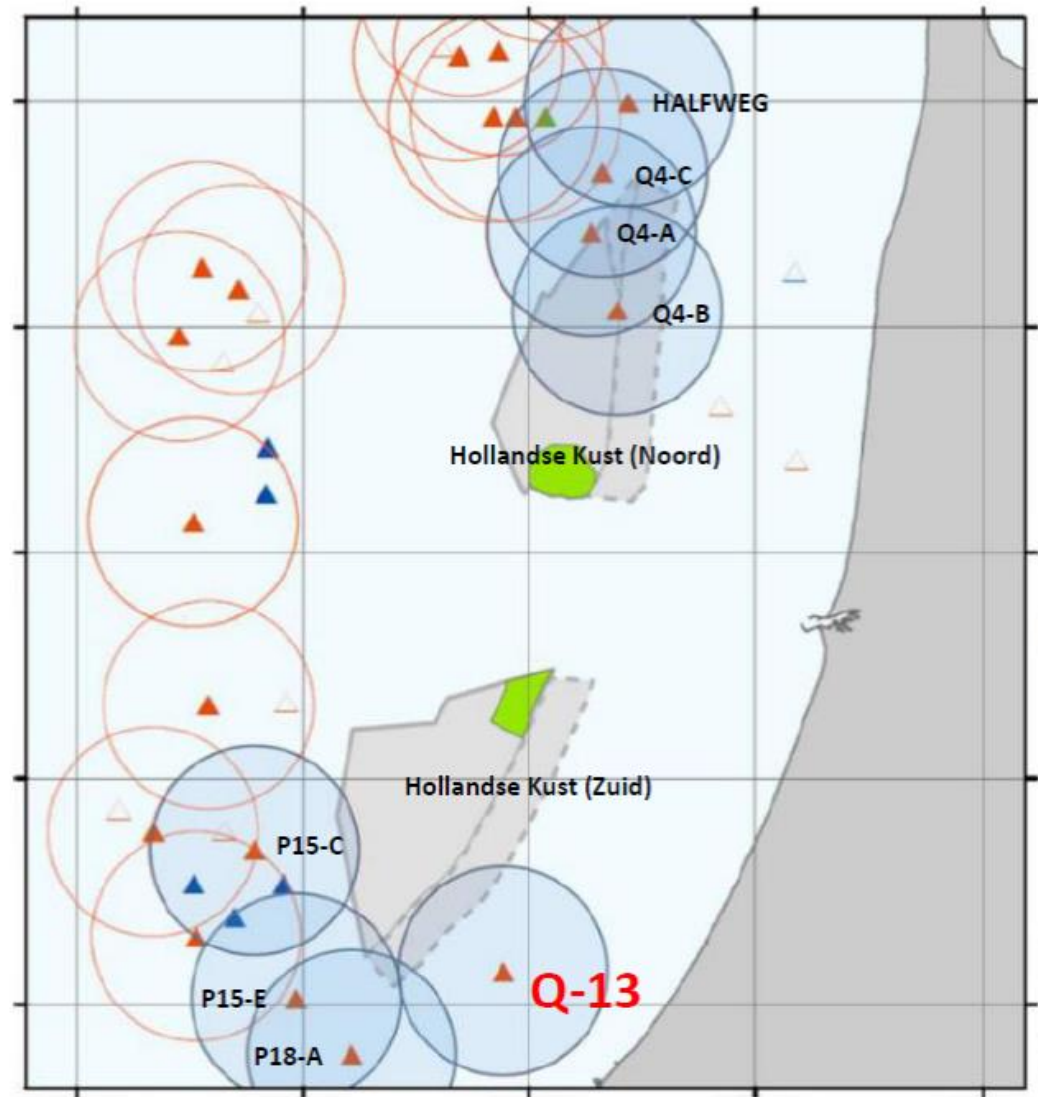 HALFWEG
Q4-C
Q4-A
Q4-B
Hollandse Kust (Noord)
Hollandse Kust (Zuid)
P15-C
Q-13
P15-E
P18-A